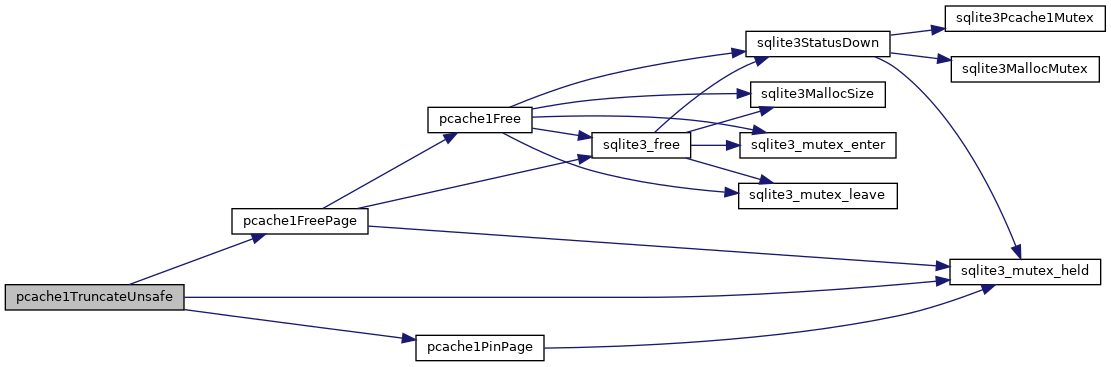 sqlite3Pcache1Mutex
sqlite3StatusDown
sqlite3MallocMutex
sqlite3MallocSize
pcache1Free
sqlite3_free
sqlite3_mutex_enter
sqlite3_mutex_leave
pcache1FreePage
sqlite3_mutex_held
pcache1TruncateUnsafe
pcache1PinPage